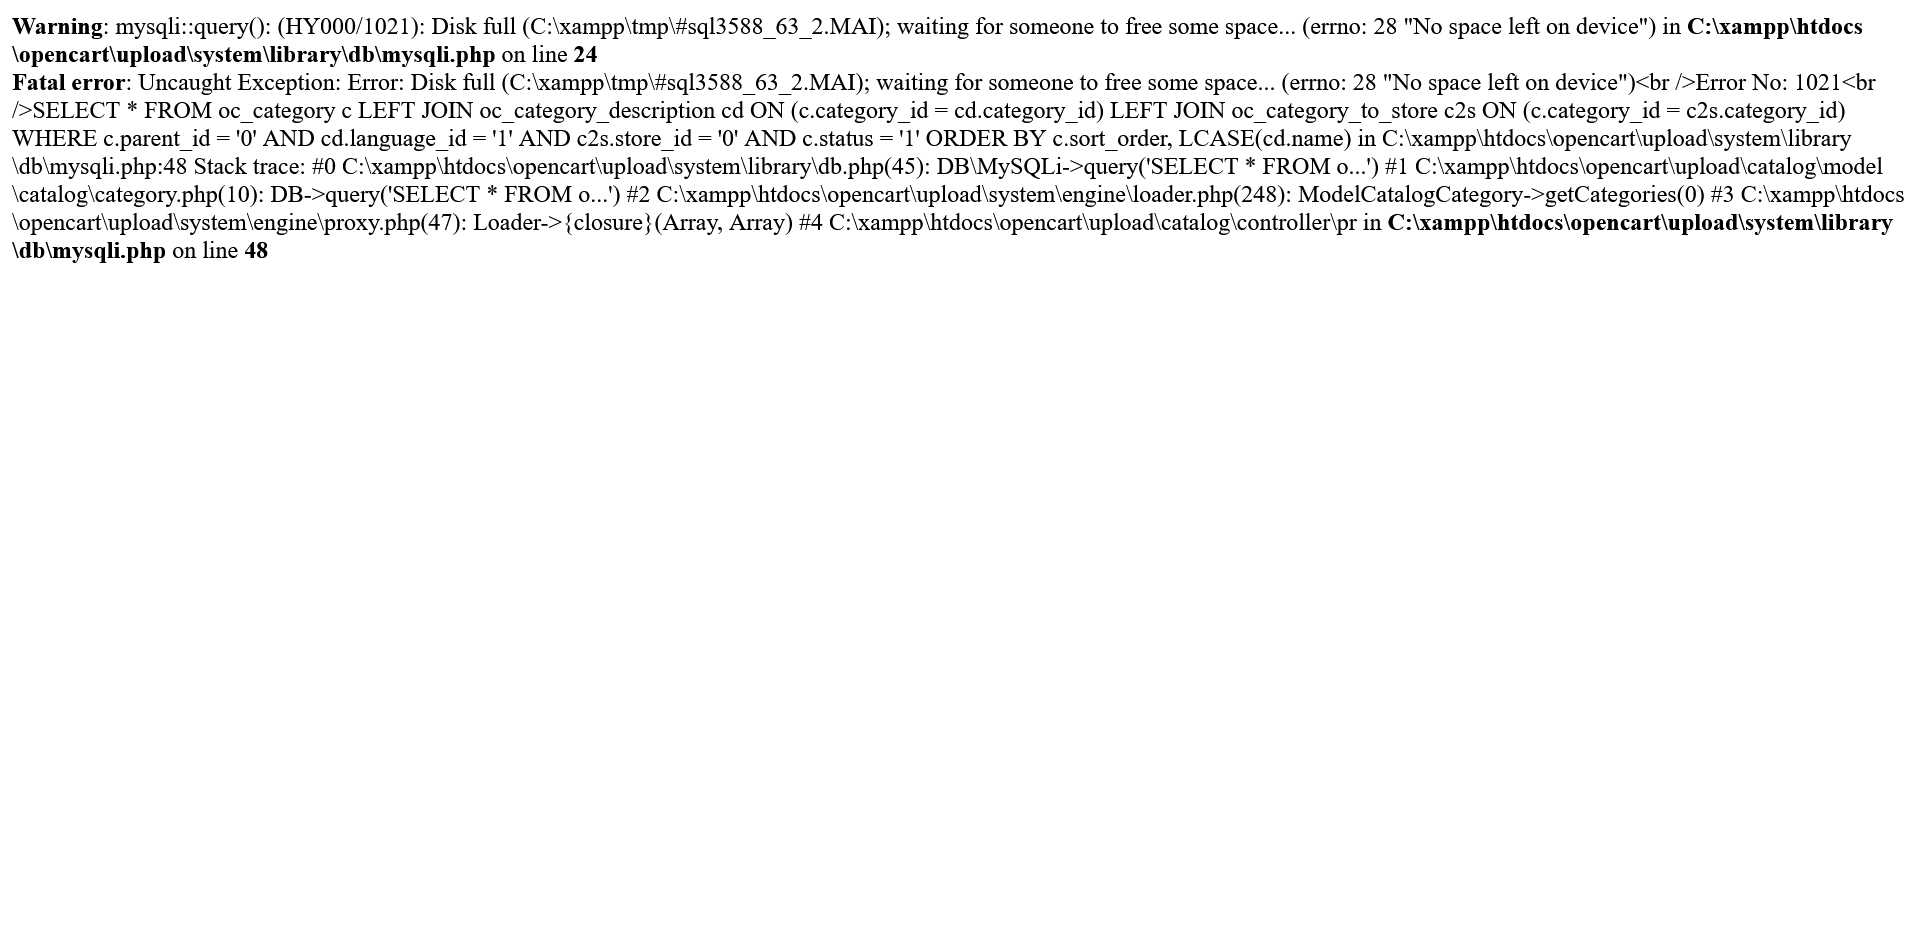 Warning: mysqli::query(): (HY000/1021): Disk full (C:\xampp\tmp\#sql3588_63_2.MAI); waiting for someone to free some space... (errno: 28 "No space left on device") in C:\xampp\htdocs
\opencart\upload\system\library\db\mysqli.php on line 24
Fatal error: Uncaught Exception: Error: Disk full (C:\xampp\tmp\#sql3588_63_2.MAI); waiting for someone to free some space... (errno: 28 "No space left on device")<br />Error No: 1021<br
/>SELECT * FROM oc_category c LEFT JOIN oc_category_description cd ON (c.category_id = cd.category_id) LEFT JOIN oc_category_to_store c2s ON (c.category_id = c2s.category_id)
WHERE c.parent_id = '0' AND cd.language_id = '1' AND c2s.store_id = '0' AND c.status = '1' ORDER BY c.sort_order, LCASE(cd.name) in C:\xampp\htdocs\opencart\upload\system\library
\db\mysqli.php:48 Stack trace: #0 C:\xampp\htdocs\opencart\upload\system\library\db.php(45): DB\MySQLi->query('SELECT * FROM o...') #1 C:\xampp\htdocs\opencart\upload\catalog\model
\catalog\category.php(10): DB->query('SELECT * FROM o...') #2 C:\xampp\htdocs\opencart\upload\system\engine\loader.php(248): ModelCatalogCategory->getCategories(0) #3 C:\xampp\htdocs
\opencart\upload\system\engine\proxy.php(47): Loader->{closure}(Array, Array) #4 C:\xampp\htdocs\opencart\upload\catalog\controller\pr in C:\xampp\htdocs\opencart\upload\system\library
\db\mysqli.php on line 48